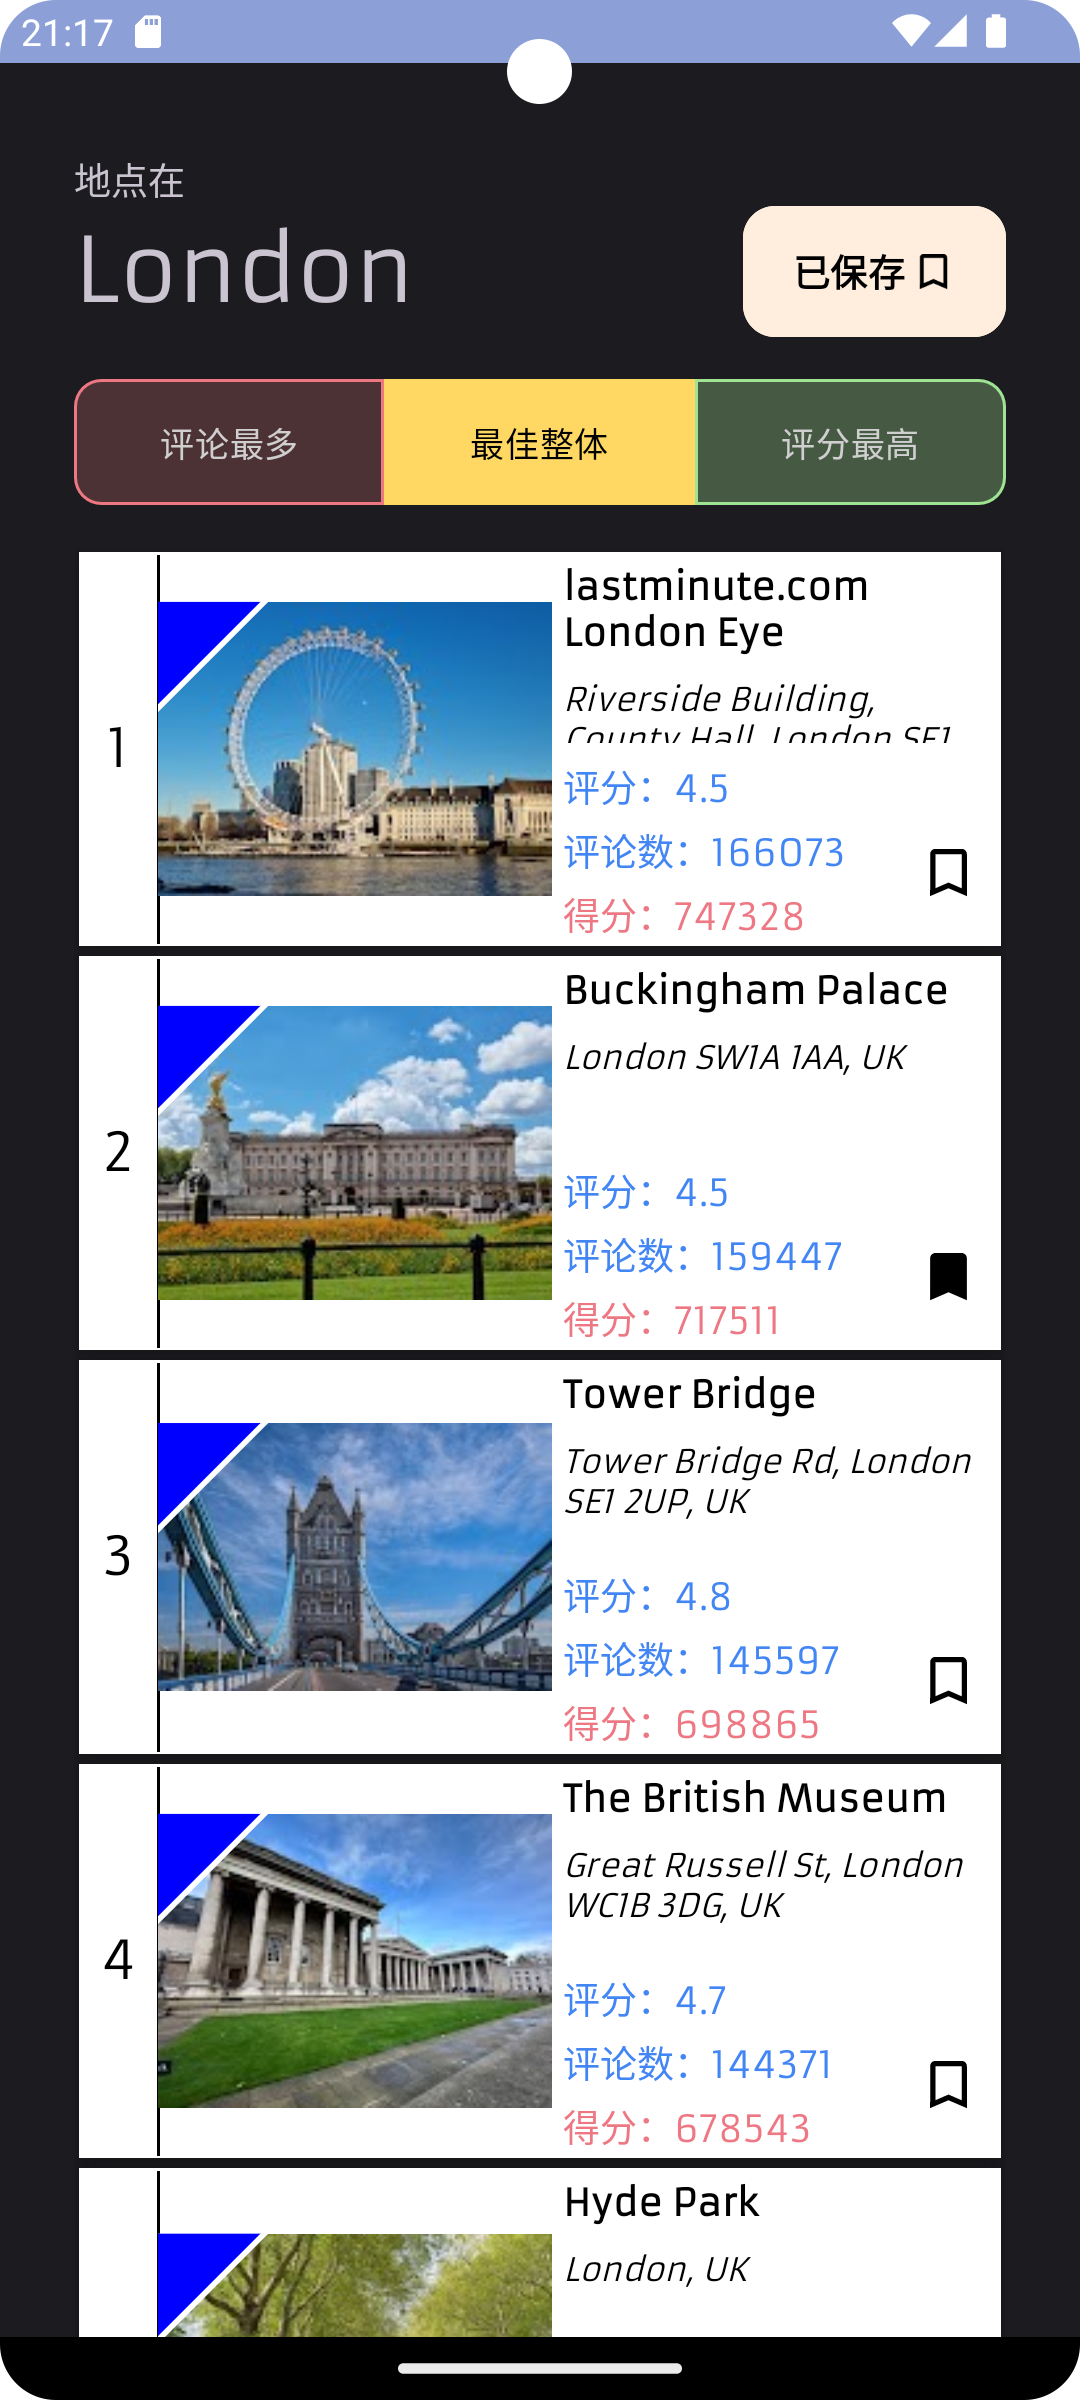 21:17
地点在
London
已保存
评论最多
最佳整体
评分最高
1
lastminute.com
London Eye
Riverside Building,
County Hall, London SE1
评分：4.5
评论数：166073
得分：747328
2
Buckingham Palace
London SW1A 1AA, UK
评分：4.5
评论数：159447
得分：717511
3
Tower Bridge
Tower Bridge Rd, London
SE1 2UP, UK
评分：4.8
评论数：145597
得分：698865
4
The British Museum
Great Russell St, London
WC1B 3DG, UK
评分：4.7
评论数：144371
得分：678543
Hyde Park
London, UK